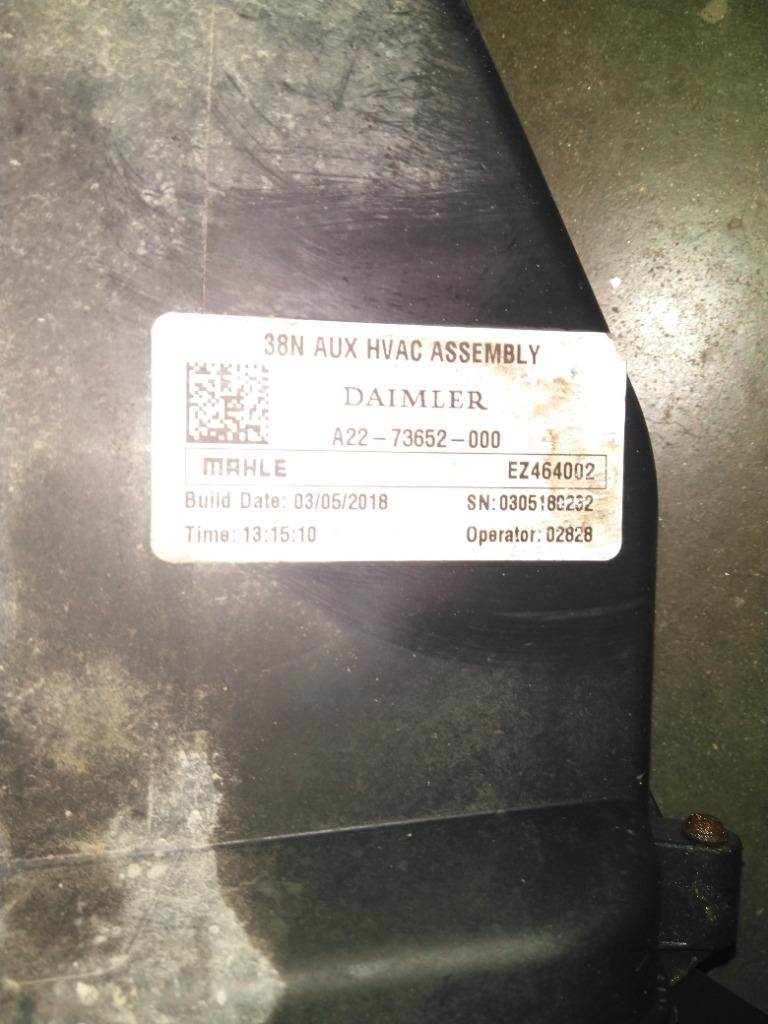 38N AUX HVAC ASSEMBLY
DAIMLER
A22-73652-000
MAHLE EZ464002
Build Date: 03/05/2018 SN:0305180232
Time: 13:15:10 Operator: 02828